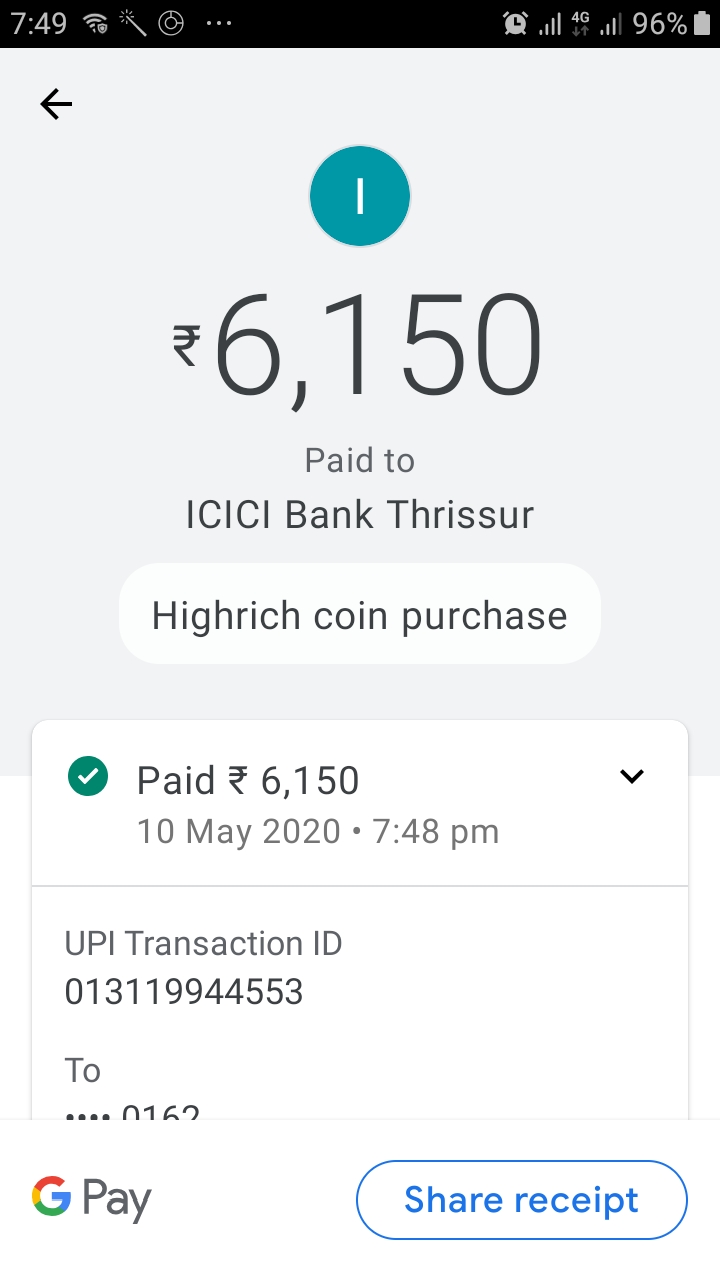 7:49 4G 96%
I
₹6,150
Paid to
ICICI Bank Thrissur
Highrich coin purchase
Paid ₹ 6,150
10 May 2020 • 7:48 pm
UPI Transaction ID
013119944553
To
•••• 0162
G Pay Share receipt